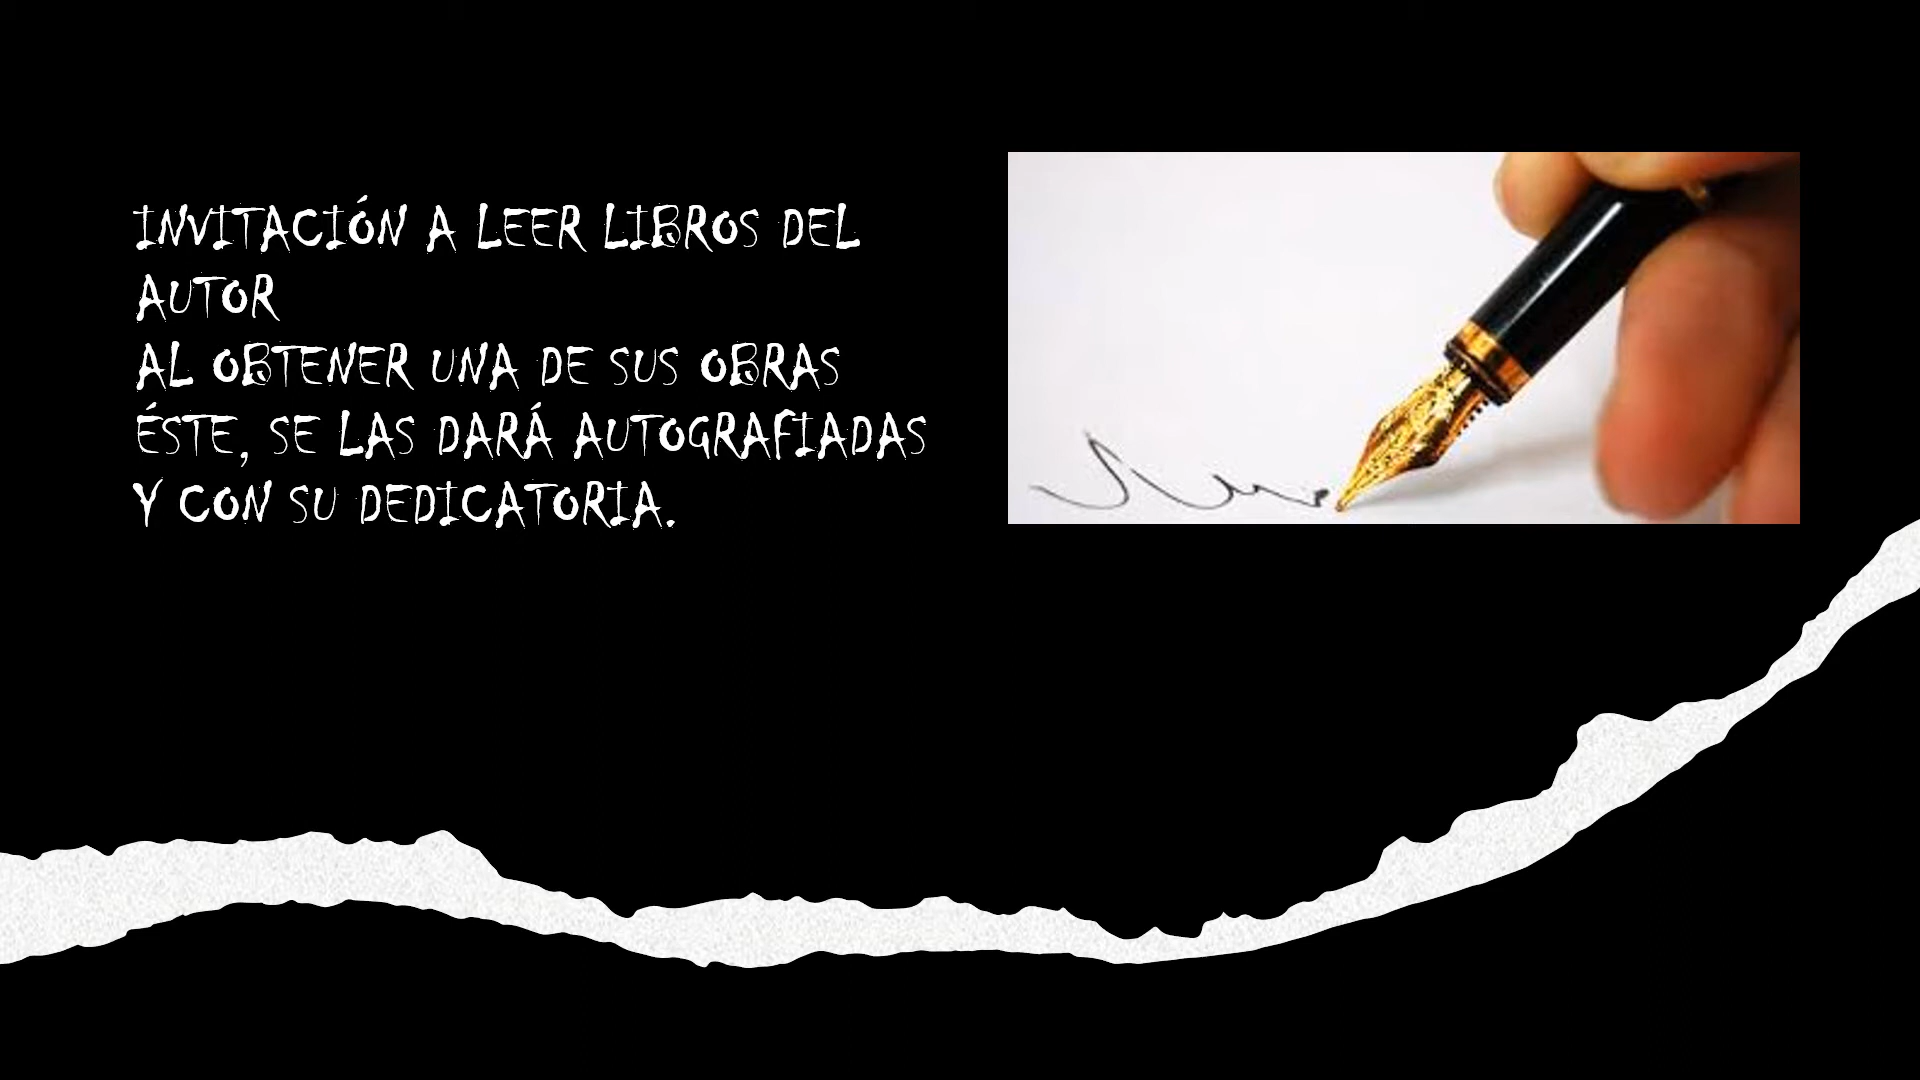 INVITACIÓN A LEER LIBROS DEL
AUTOR
AL OBTENER UNA DE SUS OBRAS
ÉSTE, SE LAS DARÁ AUTOGRAFIADAS
Y CON SU DEDICATORIA.